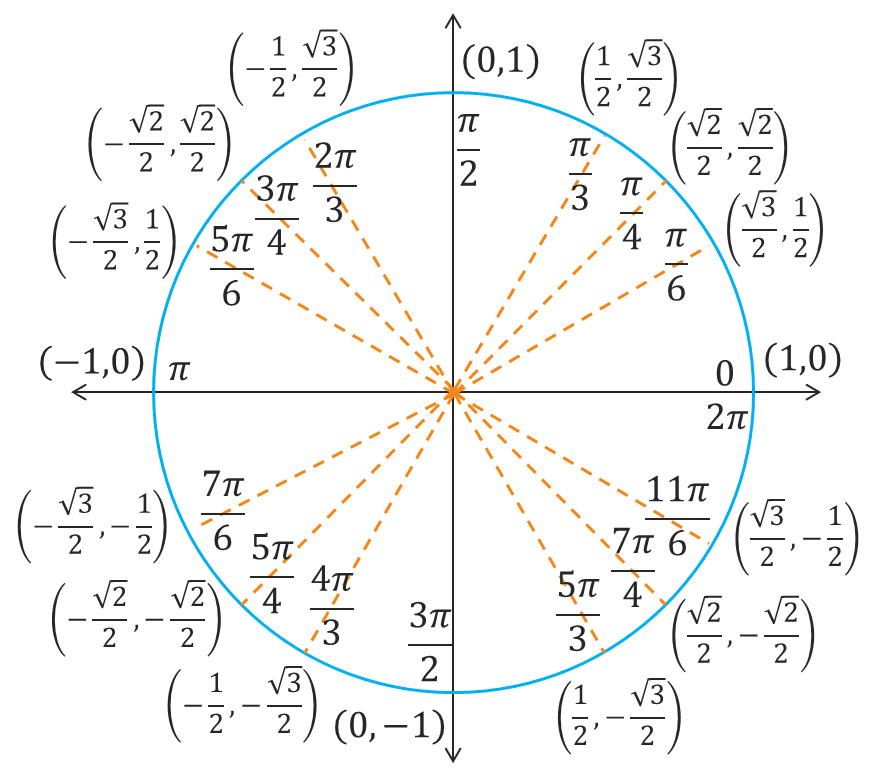 (-1/2, √3/2)
(0,1)
(1/2, √3/2)
(-√2/2, √2/2)
π/2
(√2/2, √2/2)
2π/3
π/3
3π/4
π/4
(-√3/2, 1/2)
5π/6
π/6
(√3/2, 1/2)
(−1,0)
π
0
(1,0)
2π
7π/6
11π/6
(-√3/2, -1/2)
(√3/2, -1/2)
5π/4
7π/4
4π/3
5π/3
(-√2/2, -√2/2)
3π/2
(√2/2, -√2/2)
(-1/2, -√3/2)
(0,−1)
(1/2, -√3/2)